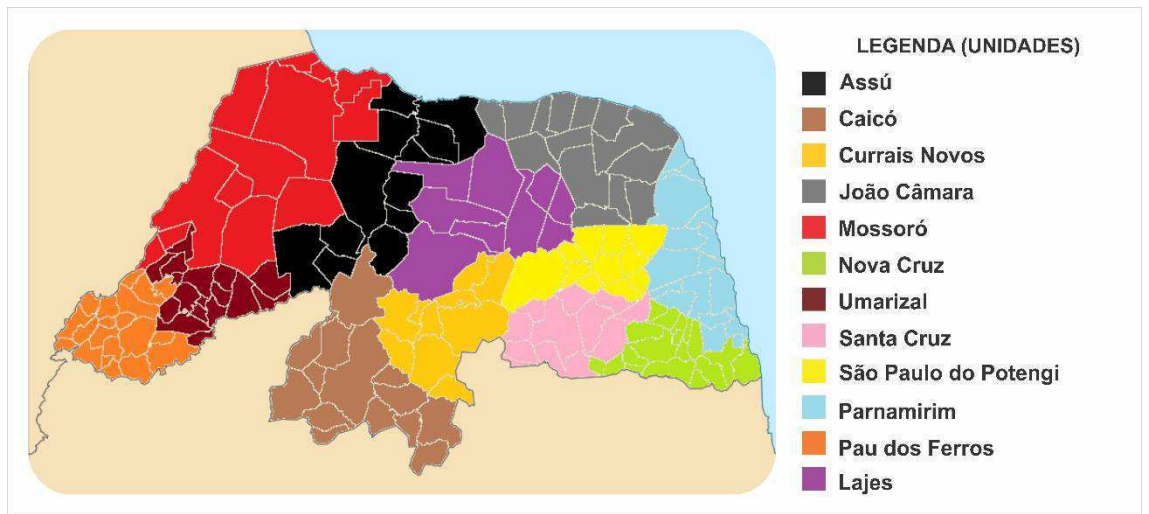 LEGENDA (UNIDADES)
Assú
Caicó
Currais Novos
João Câmara
Mossoró
Nova Cruz
Umarizal
Santa Cruz
São Paulo do Potengi
Parnamirim
Pau dos Ferros
Lajes